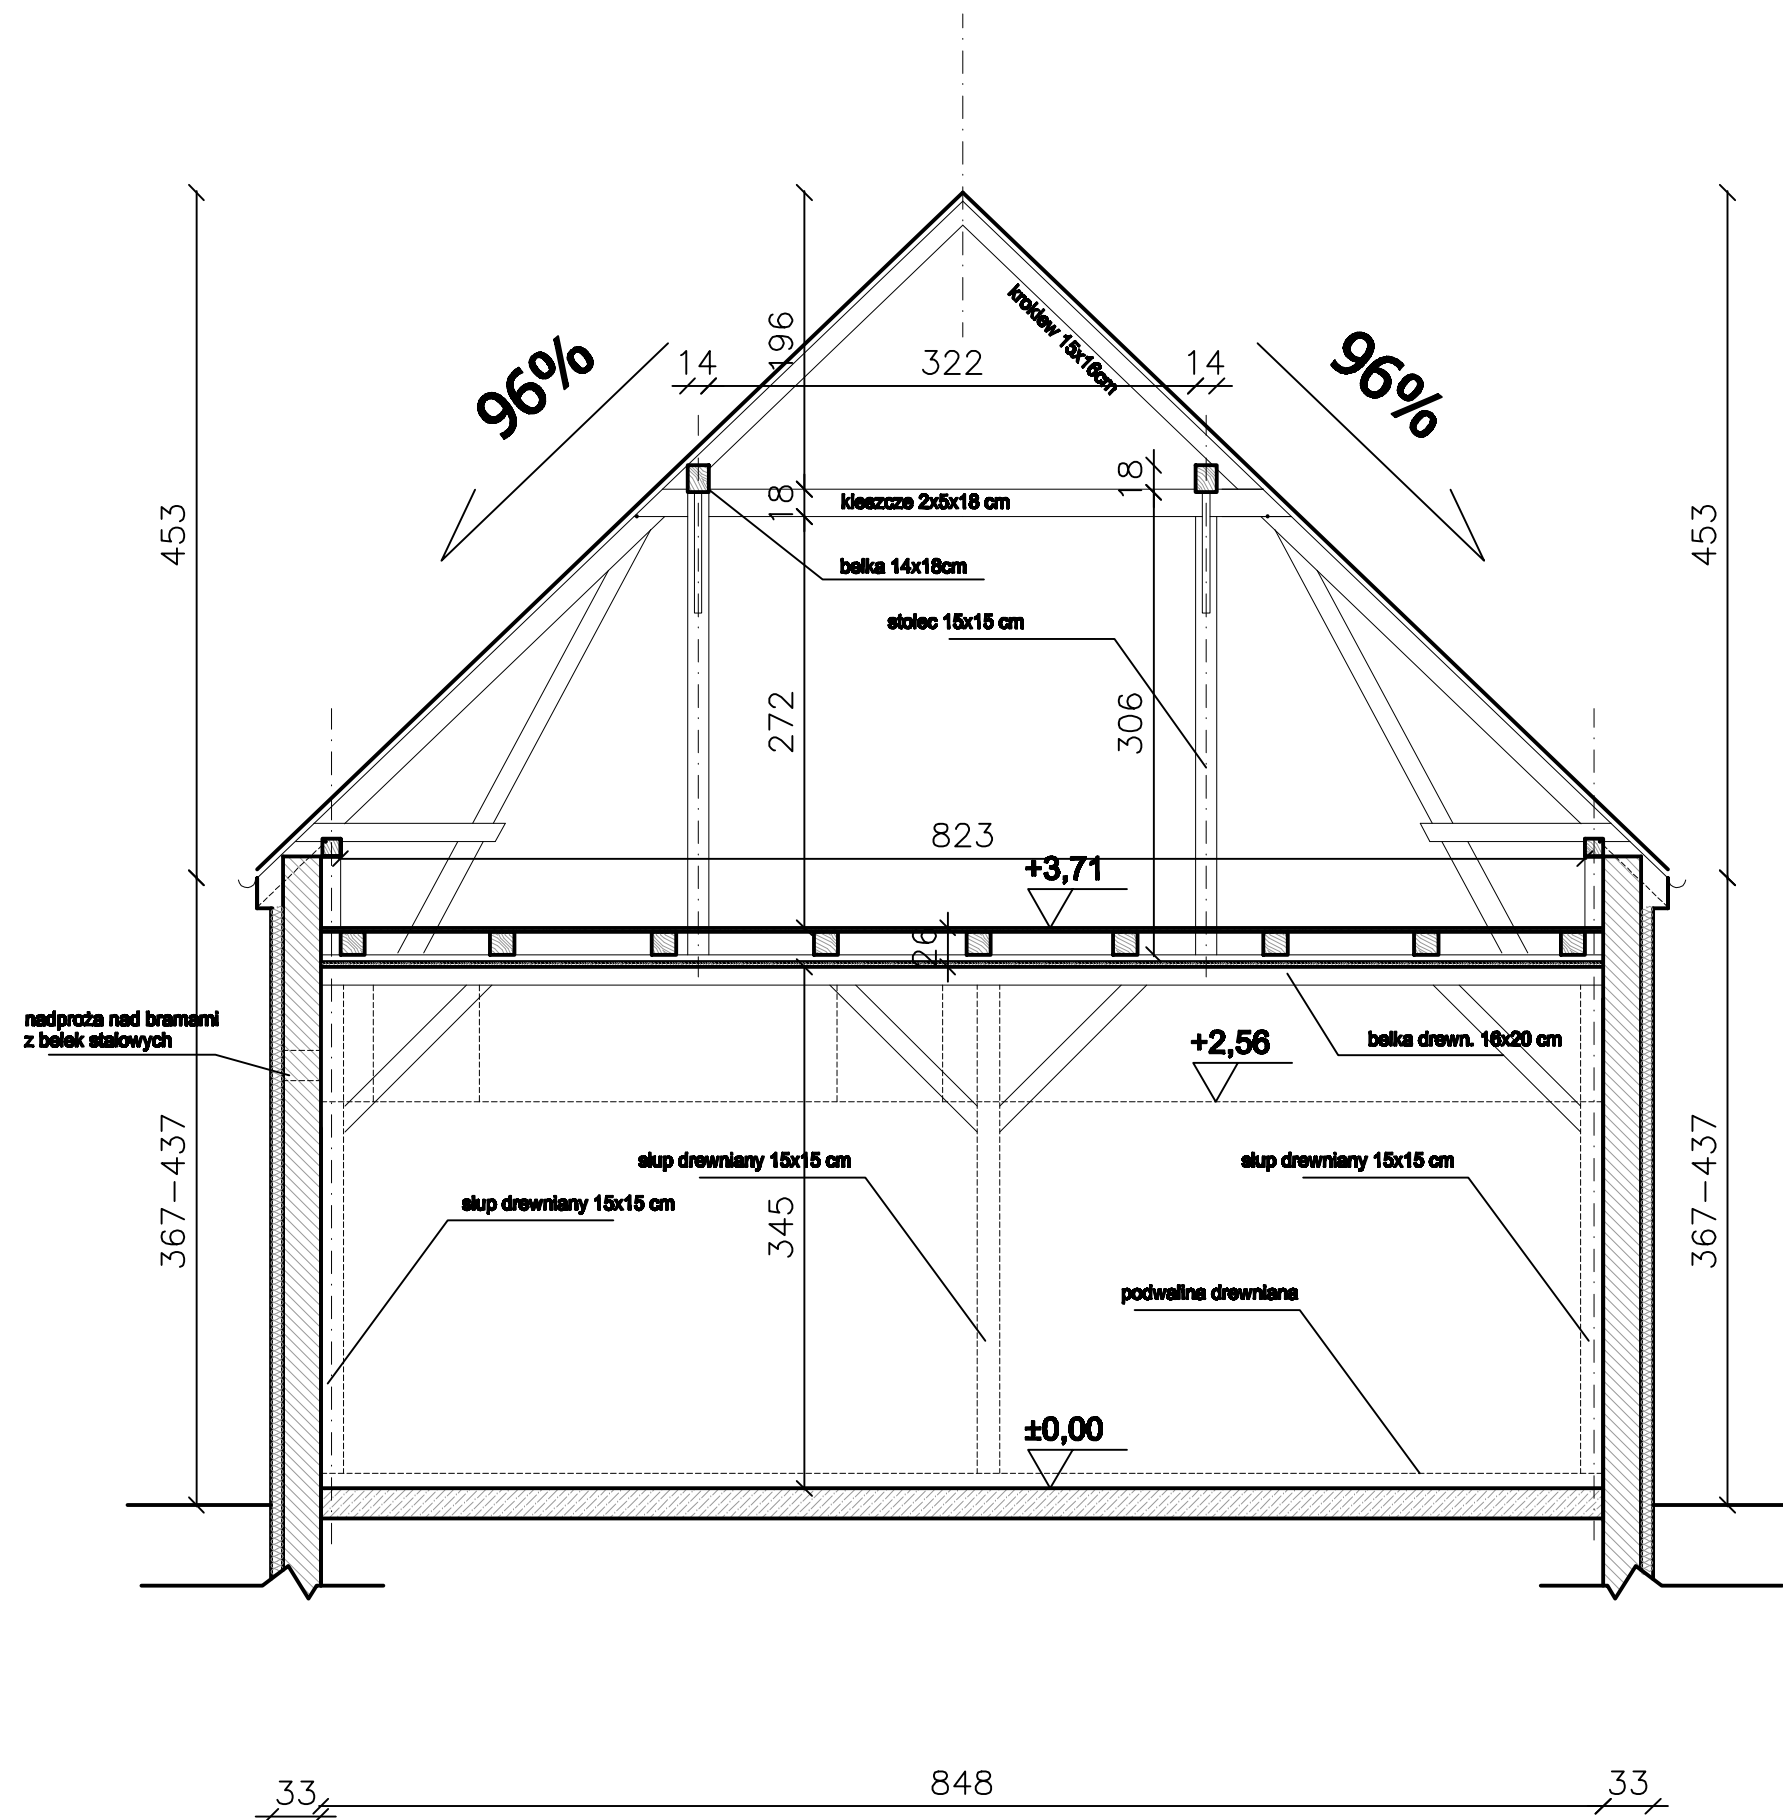 196
krokiew 15x16cm
96%
14
322
14
96%
18
18
kleszcze 2x5x18 cm
453
453
belka 14x18cm
stolec 15x15 cm
272
306
823
+3,71
26
nadproża nad bramami
z belek stalowych
+2,56
belka drewn. 16x20 cm
367-437
367-437
słup drewniany 15x15 cm
słup drewniany 15x15 cm
słup drewniany 15x15 cm
345
podwalina drewniana
±0,00
33
848
33